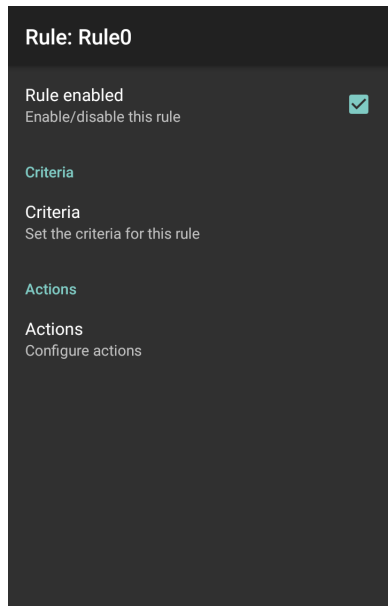 Rule: Rule0
Rule enabled
Enable/disable this rule
Criteria
Criteria
Set the criteria for this rule
Actions
Actions
Configure actions